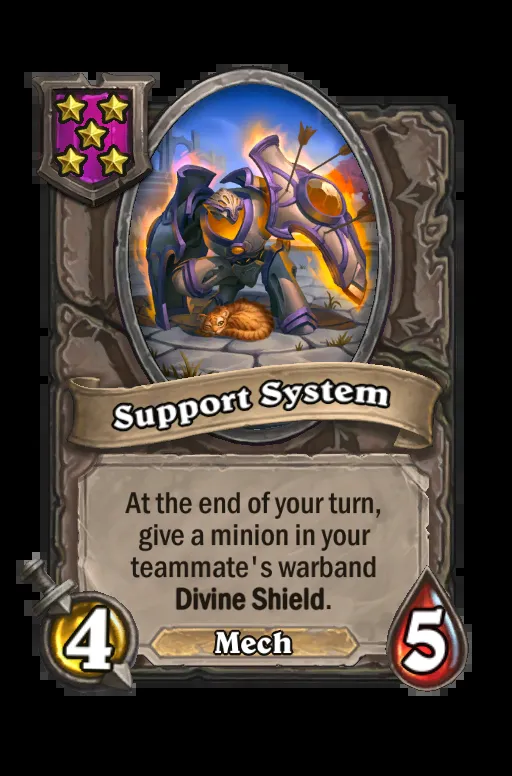 Support System
At the end of your turn,
give a minion in your
teammate's warband
Divine Shield.
4
Mech
5